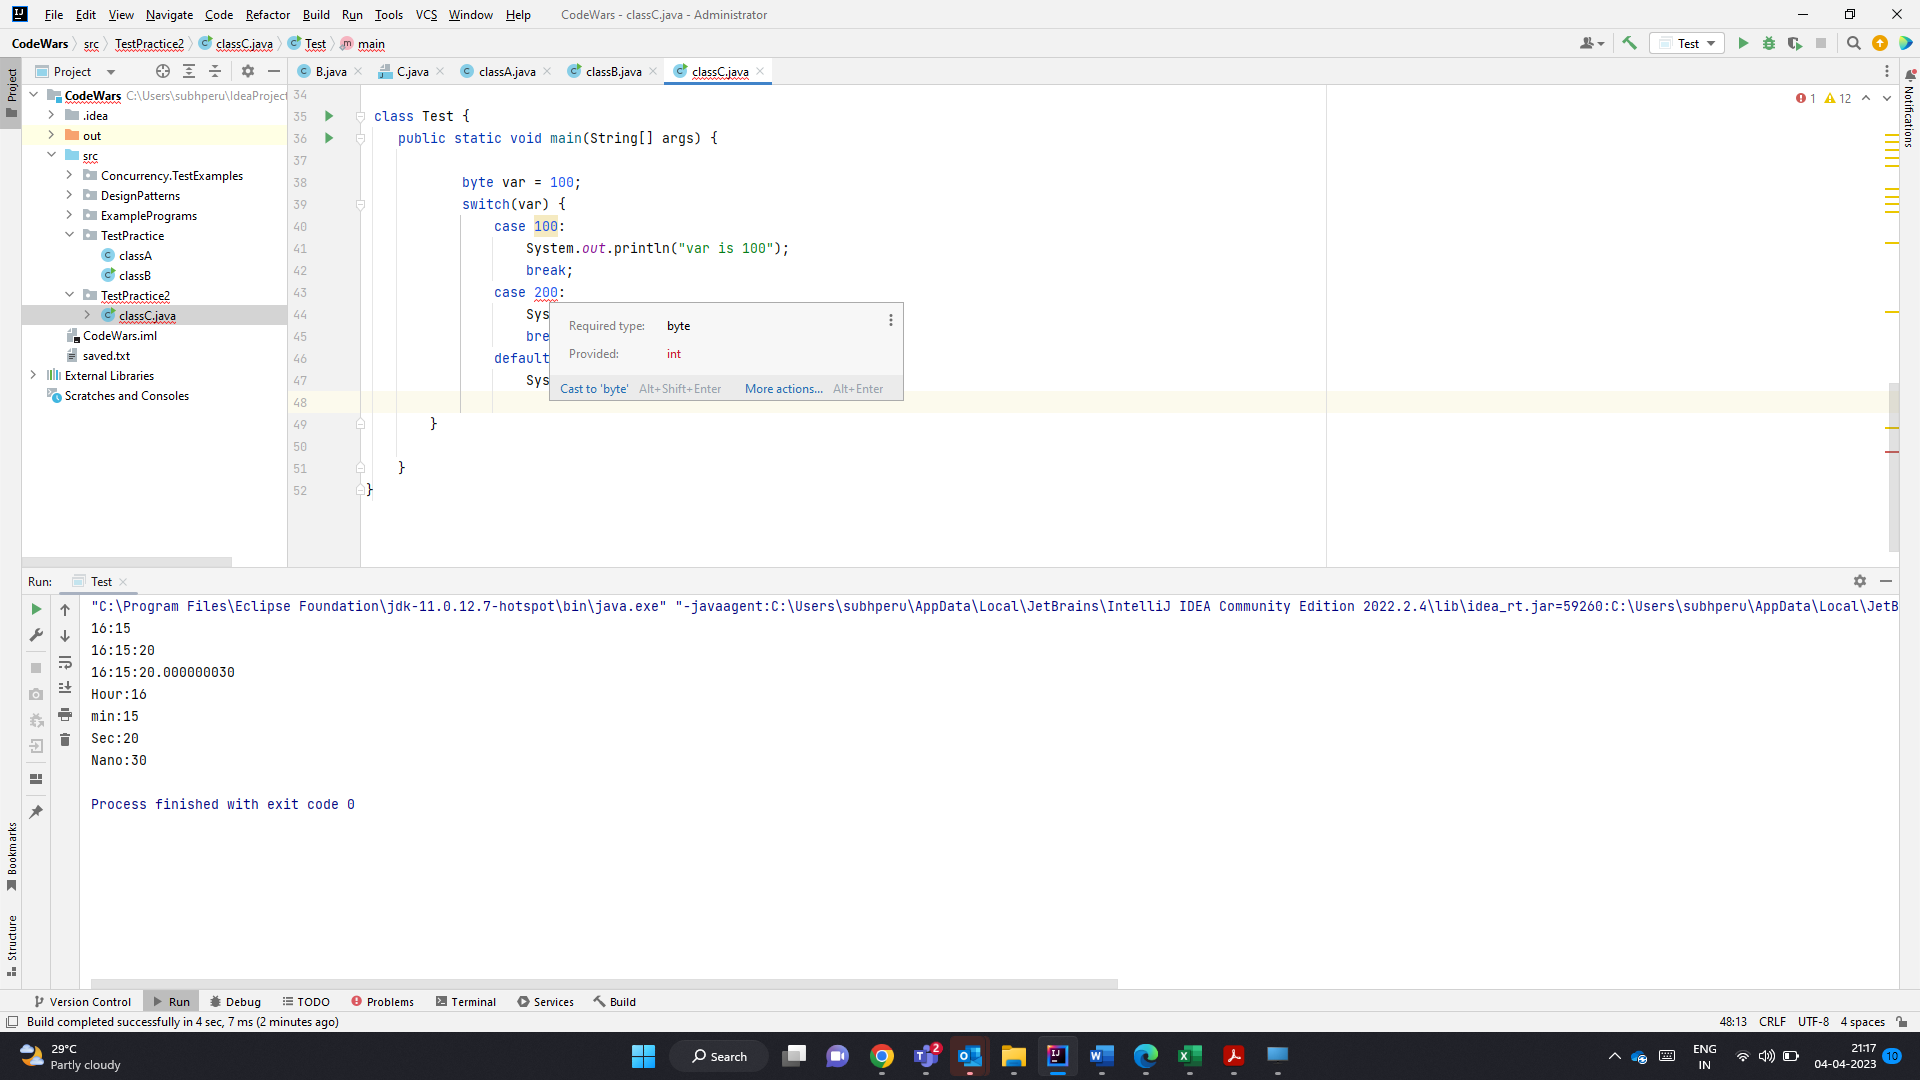 File Edit View Navigate Code Refactor Build Run Tools VCS Window Help CodeWars - classC.java - Administrator
CodeWars src TestPractice2 classC.java Test main
Test
Project
B.java C.java classA.java classB.java classC.java
Project
CodeWars C:\Users\subhperu\IdeaProject
.idea
out
src
Concurrency.TestExamples
DesignPatterns
ExamplePrograms
TestPractice
classA
classB
TestPractice2
classC.java
CodeWars.iml
saved.txt
External Libraries
Scratches and Consoles
1 12
Notifications
34
35 class Test {
36 public static void main(String[] args) {
37
38 byte var = 100;
39 switch(var) {
40 case 100:
41 System.out.println("var is 100");
42 break;
43 case 200:
44 Sys
45 bre
46 default
47 Sys
48
49 }
50
51 }
52 }
Required type: byte
Provided: int
Cast to 'byte' Alt+Shift+Enter More actions... Alt+Enter
Run: Test
"C:\Program Files\Eclipse Foundation\jdk-11.0.12.7-hotspot\bin\java.exe" "-javaagent:C:\Users\subhperu\AppData\Local\JetBrains\IntelliJ IDEA Community Edition 2022.2.4\lib\idea_rt.jar=59260:C:\Users\subhperu\AppData\Local\JetB
16:15
16:15:20
16:15:20.000000030
Hour:16
min:15
Sec:20
Nano:30
Process finished with exit code 0
Bookmarks
Structure
Version Control Run Debug TODO Problems Terminal Services Build
Build completed successfully in 4 sec, 7 ms (2 minutes ago)
48:13 CRLF UTF-8 4 spaces
29°C
Partly cloudy
Search
2
ENG
IN
21:17
04-04-2023
10